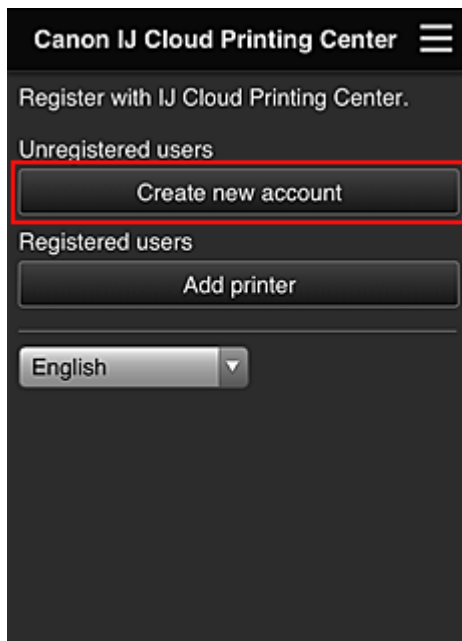 Canon IJ Cloud Printing Center
Register with IJ Cloud Printing Center.
Unregistered users
Create new account
Registered users
Add printer
English